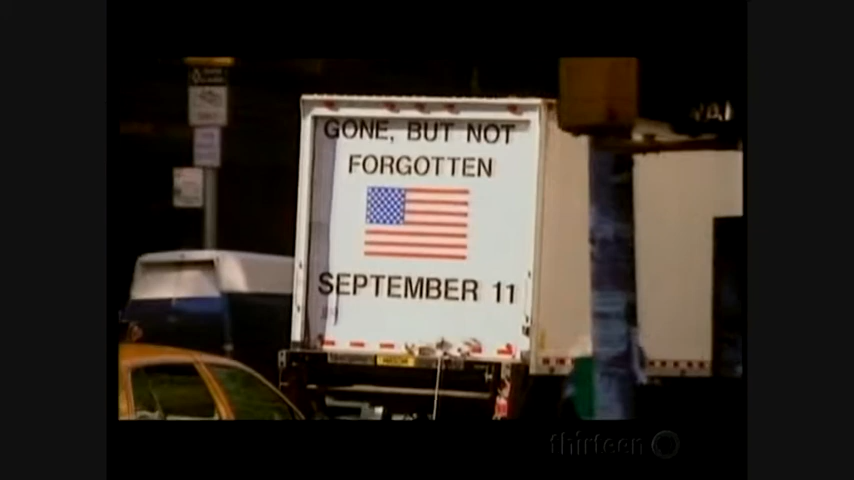 GONE, BUT NOT
FORGOTTEN
SEPTEMBER 11
thirteen